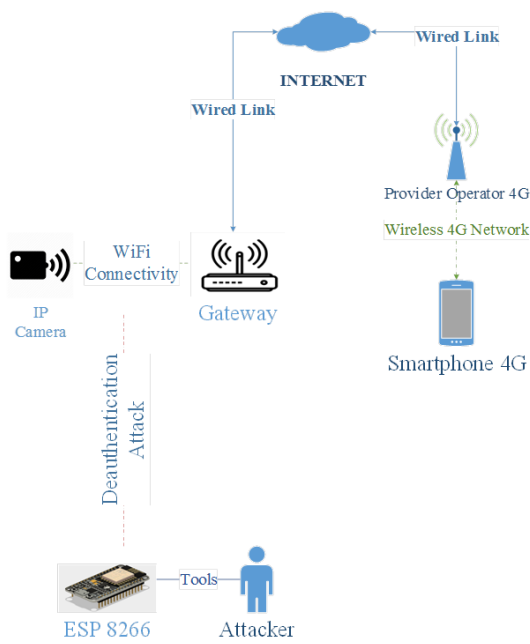 Wired Link
INTERNET
Wired Link
Provider Operator 4G
Wireless 4G Network
WiFi
Connectivity
IP
Camera
Gateway
Smartphone 4G
Deauthentication
Attack
Tools
ESP 8266
Attacker